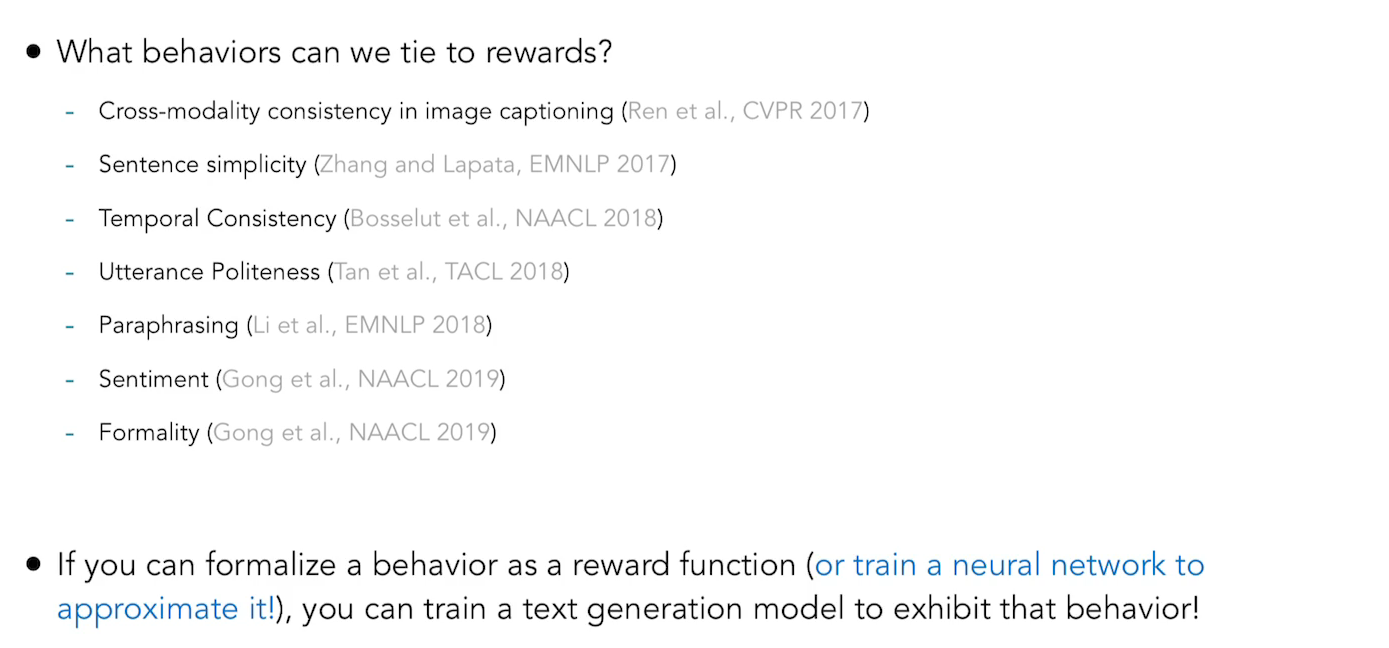 ● What behaviors can we tie to rewards?
- Cross-modality consistency in image captioning (Ren et al., CVPR 2017)
- Sentence simplicity (Zhang and Lapata, EMNLP 2017)
- Temporal Consistency (Bosselut et al., NAACL 2018)
- Utterance Politeness (Tan et al., TACL 2018)
- Paraphrasing (Li et al., EMNLP 2018)
- Sentiment (Gong et al., NAACL 2019)
- Formality (Gong et al., NAACL 2019)
● If you can formalize a behavior as a reward function (or train a neural network to
approximate it!), you can train a text generation model to exhibit that behavior!